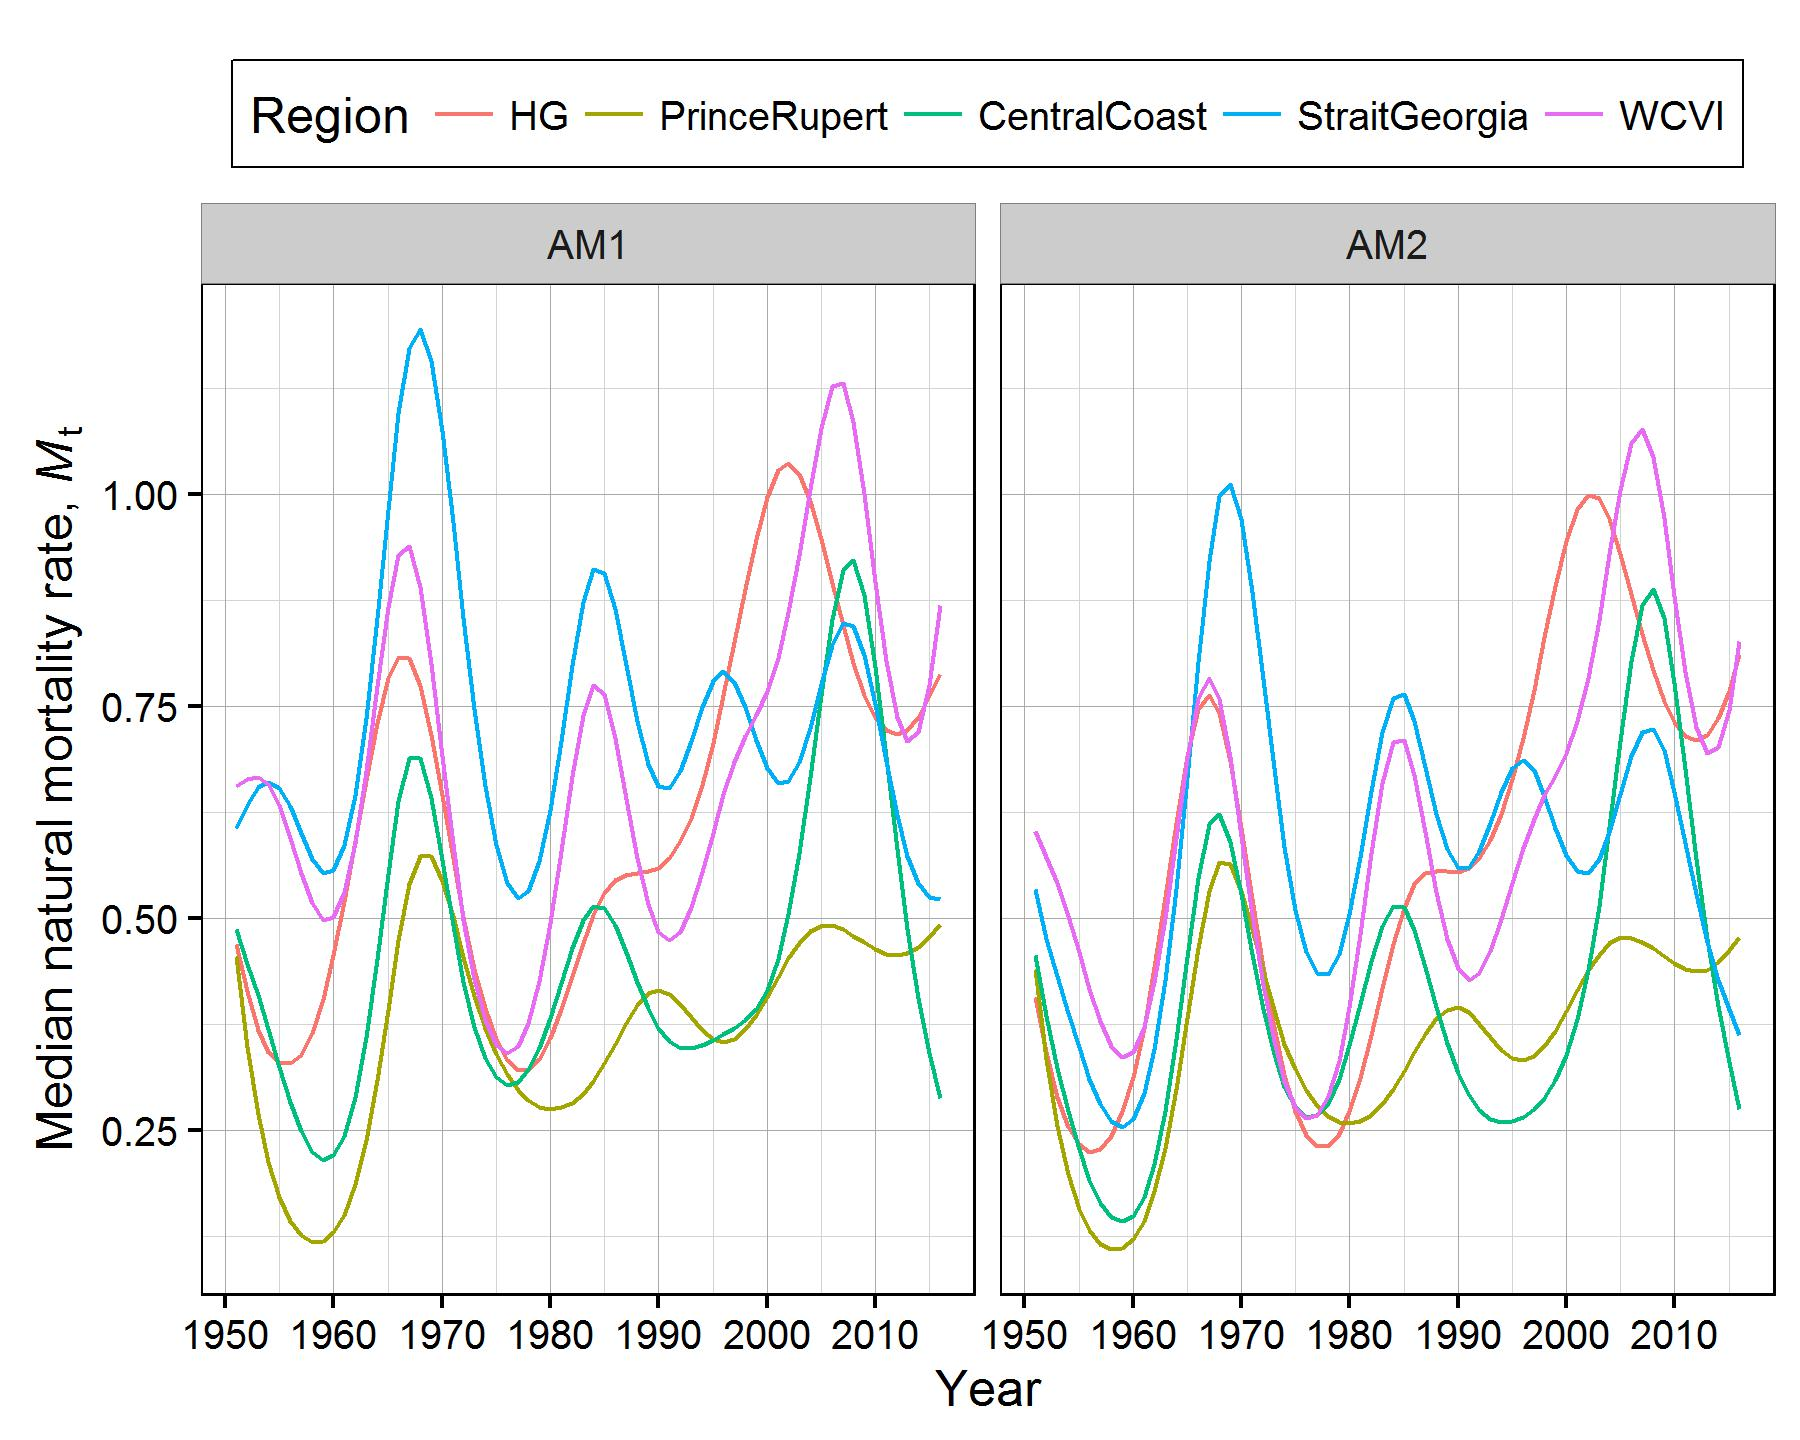 Region HG PrinceRupert CentralCoast StraitGeorgia WCVI
AM1 AM2
Median natural mortality rate, Mt
1.00
0.75
0.50
0.25
1950 1960 1970 1980 1990 2000 2010 1950 1960 1970 1980 1990 2000 2010
Year